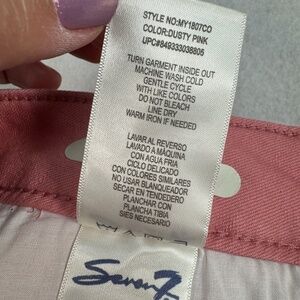 STYLE NO:MY1807CO
COLOR:DUSTY PINK
UPC#849333038805
TURN GARMENT INSIDE OUT
MACHINE WASH COLD
GENTLE CYCLE
WITH LIKE COLORS
DO NOT BLEACH
LINE DRY
WARM IRON IF NEEDED
LAVAR AL REVERSO
LAVADO A MÁQUINA
CON AGUA FRIA
CICLO DELICADO
CON COLORES SIMILARES
NO USAR BLANQUEADOR
SECAR EN TENDEDERO
PLANCHAR CON
PLANCHA TIBIA
SIES NECESARIO
Seven7